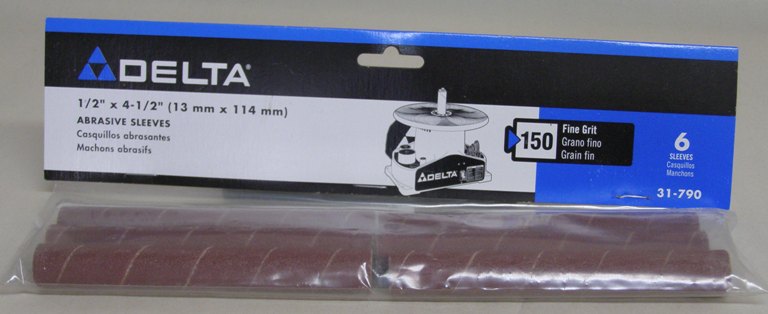 DELTA®
1/2" x 4-1/2" (13 mm x 114 mm)
ABRASIVE SLEEVES
Casquillos abrasantes
Machons abrasifs
DELTA
150
Fine Grit
Grano fino
Grain fin
6
SLEEVES
Casquillos
Manchons
31-790